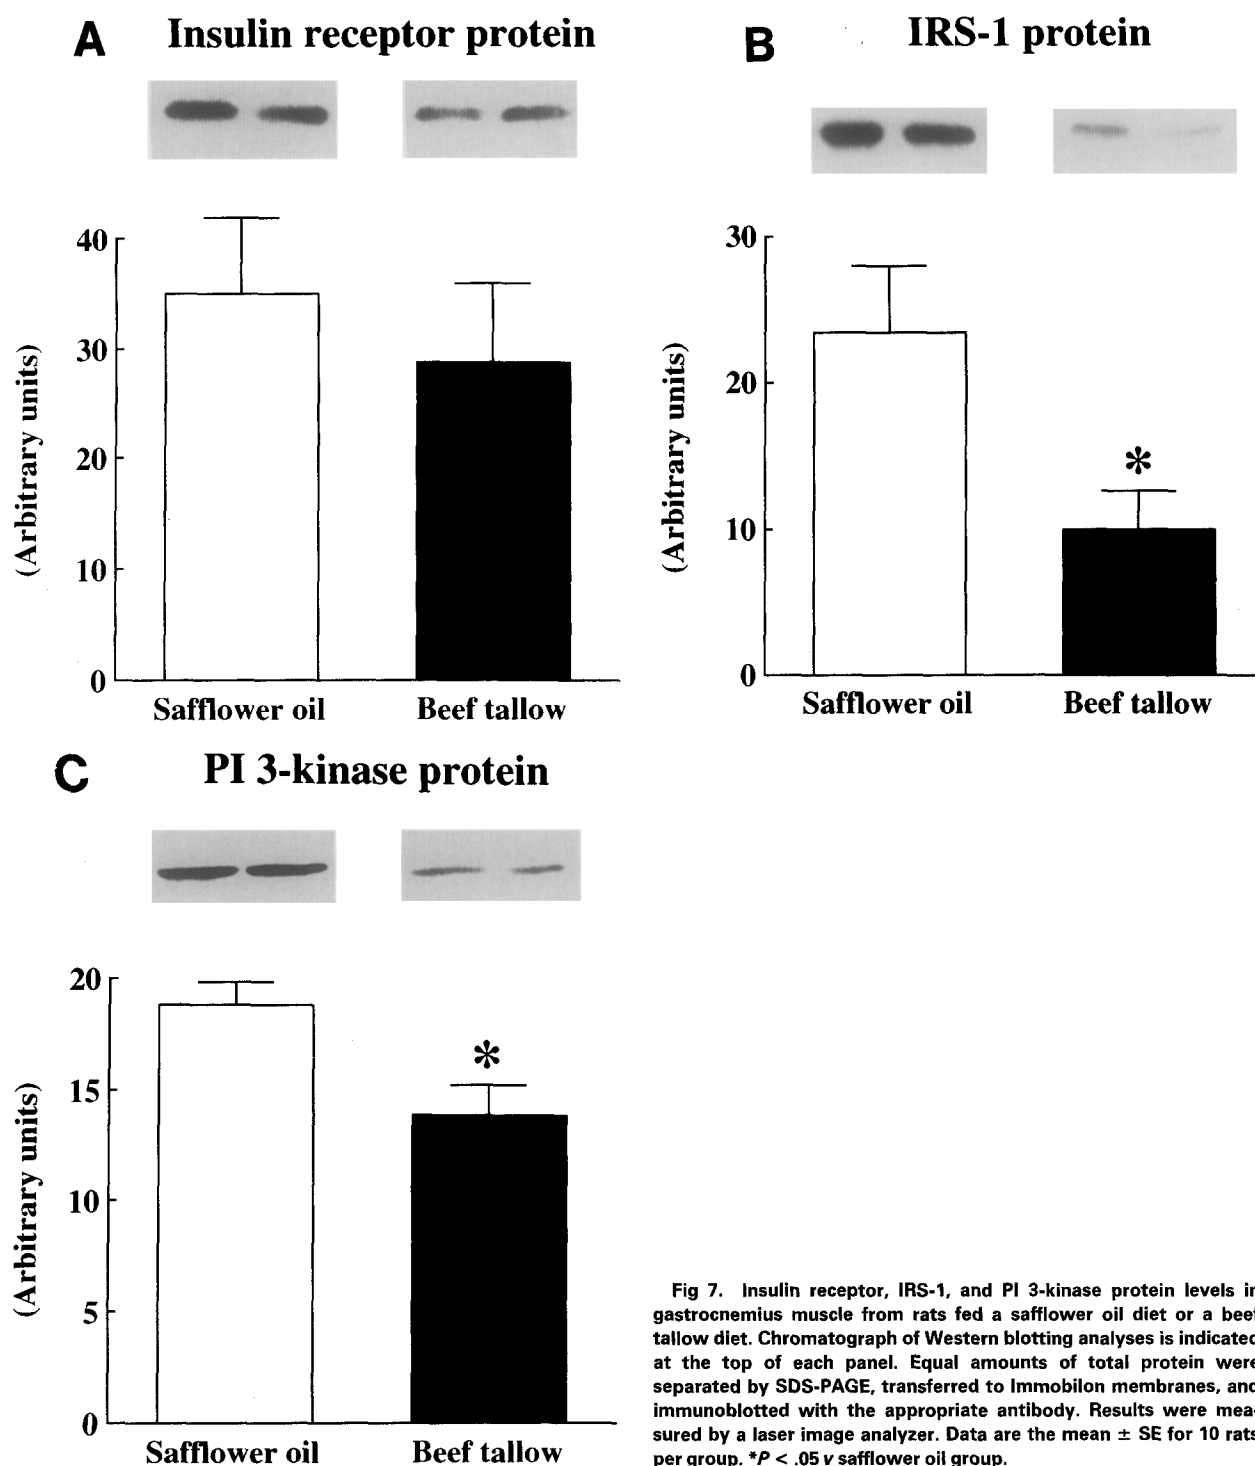 A Insulin receptor protein
40
30
20
10
0
(Arbitrary units)
Safflower oil Beef tallow
B IRS-1 protein
30
20
10
0
(Arbitrary units)
*
Safflower oil Beef tallow
C PI 3-kinase protein
20
15
10
5
0
(Arbitrary units)
*
Safflower oil Beef tallow
Fig 7. Insulin receptor, IRS-1, and PI 3-kinase protein levels in
gastrocnemius muscle from rats fed a safflower oil diet or a beef
tallow diet. Chromatograph of Western blotting analyses is indicated
at the top of each panel. Equal amounts of total protein were
separated by SDS-PAGE, transferred to Immobilon membranes, and
immunoblotted with the appropriate antibody. Results were mea-
sured by a laser image analyzer. Data are the mean ± SE for 10 rats
per group. *P < .05 v safflower oil group.